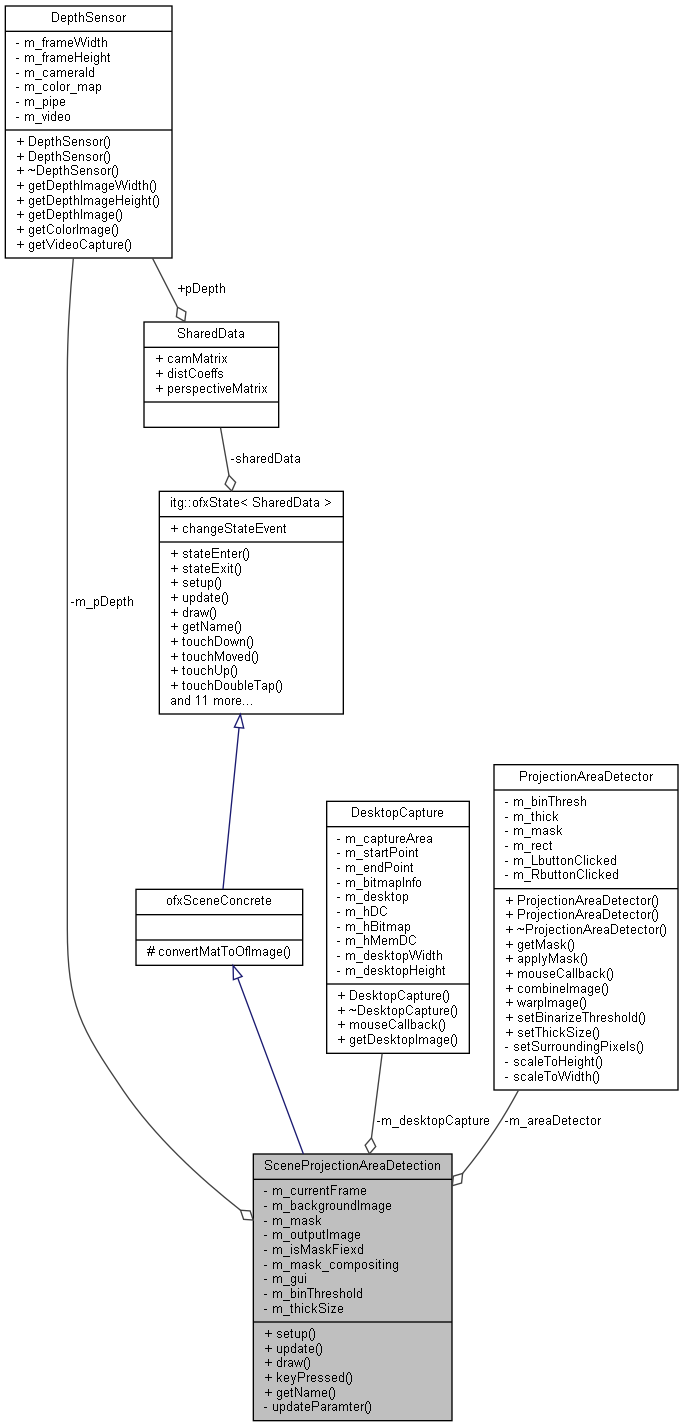 DepthSensor
- m_frameWidth
- m_frameHeight
- m_cameraId
- m_color_map
- m_pipe
- m_video
+ DepthSensor()
+ DepthSensor()
+ ~DepthSensor()
+ getDepthImageWidth()
+ getDepthImageHeight()
+ getDepthImage()
+ getColorImage()
+ getVideoCapture()
+pDepth
SharedData
+ camMatrix
+ distCoeffs
+ perspectiveMatrix
-sharedData
itg::ofxState< SharedData >
+ changeStateEvent
+ stateEnter()
+ stateExit()
+ setup()
+ update()
+ draw()
+ getName()
+ touchDown()
+ touchMoved()
+ touchUp()
+ touchDoubleTap()
and 11 more...
-m_pDepth
ofxSceneConcrete
# convertMatToOfImage()
DesktopCapture
- m_captureArea
- m_startPoint
- m_endPoint
- m_bitmapInfo
- m_desktop
- m_hDC
- m_hBitmap
- m_hMemDC
- m_desktopWidth
- m_desktopHeight
+ DesktopCapture()
+ ~DesktopCapture()
+ mouseCallback()
+ getDesktopImage()
ProjectionAreaDetector
- m_binThresh
- m_thick
- m_mask
- m_rect
- m_LbuttonClicked
- m_RbuttonClicked
+ ProjectionAreaDetector()
+ ProjectionAreaDetector()
+ ~ProjectionAreaDetector()
+ getMask()
+ applyMask()
+ mouseCallback()
+ combineImage()
+ warpImage()
+ setBinarizeThreshold()
+ setThickSize()
- setSurroundingPixels()
- scaleToHeight()
- scaleToWidth()
-m_desktopCapture
-m_areaDetector
SceneProjectionAreaDetection
- m_currentFrame
- m_backgroundImage
- m_mask
- m_outputImage
- m_isMaskFiexd
- m_mask_compositing
- m_gui
- m_binThreshold
- m_thickSize
+ setup()
+ update()
+ draw()
+ keyPressed()
+ getName()
- updateParamter()